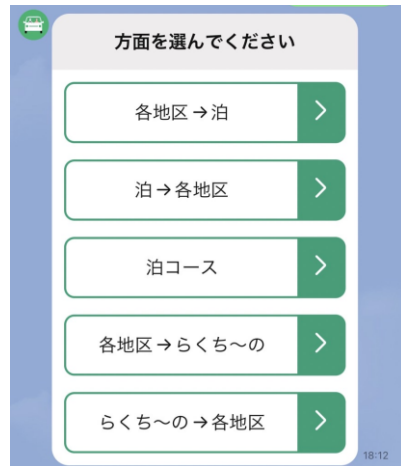 方面を選んでください
各地区→泊
泊→各地区
泊コース
各地区→らくち～の
らくち～の→各地区
18:12